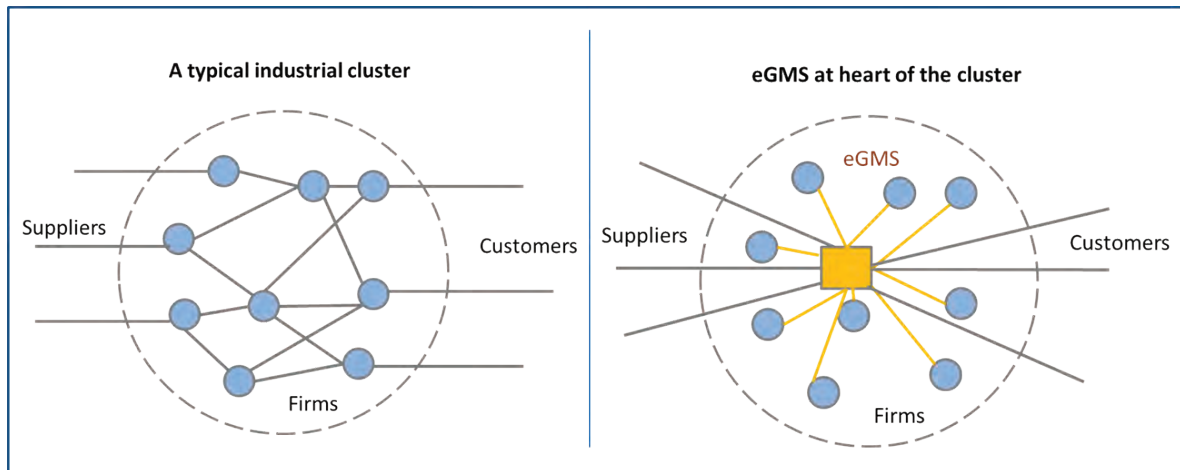 A typical industrial cluster
Suppliers
Customers
Firms
eGMS at heart of the cluster
eGMS
Suppliers
Customers
Firms